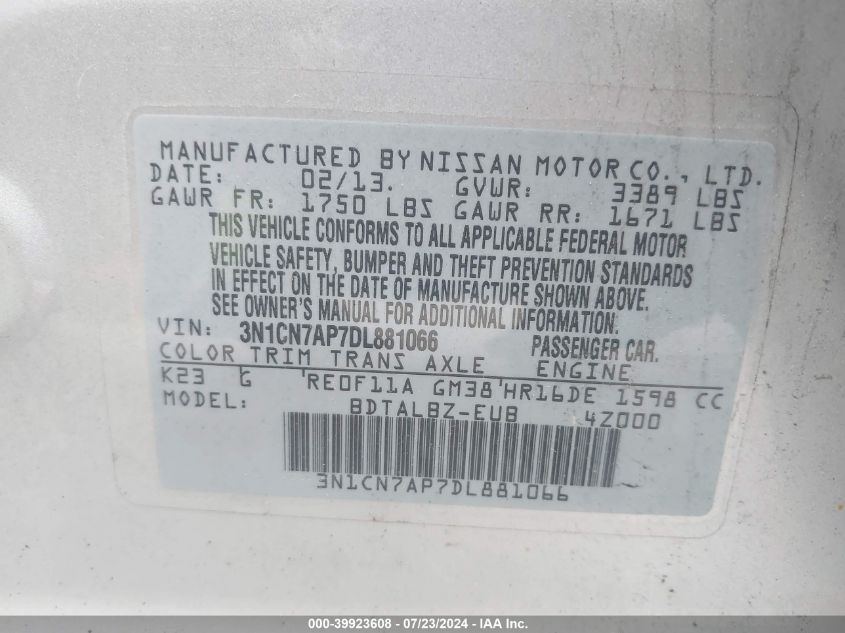 MANUFACTURED BY NISSAN MOTOR CO., LTD.
DATE: 02/13. GVWR: 3389 LBS
GAWR FR: 1750 LBS GAWR RR: 1671 LBS
THIS VEHICLE CONFORMS TO ALL APPLICABLE FEDERAL MOTOR
VEHICLE SAFETY, BUMPER AND THEFT PREVENTION STANDARDS
IN EFFECT ON THE DATE OF MANUFACTURE SHOWN ABOVE.
SEE OWNER'S MANUAL FOR ADDITIONAL INFORMATION.
VIN: 3N1CN7AP7DL881066 PASSENGER CAR.
COLOR TRIM TRANS AXLE ENGINE
K23 G RE0F11A GM38 HR16DE 1598 CC
MODEL: BDTALBZ-EUB 4Z000
3N1CN7AP7DL881066
000-39923608 - 07/23/2024 - IAA Inc.